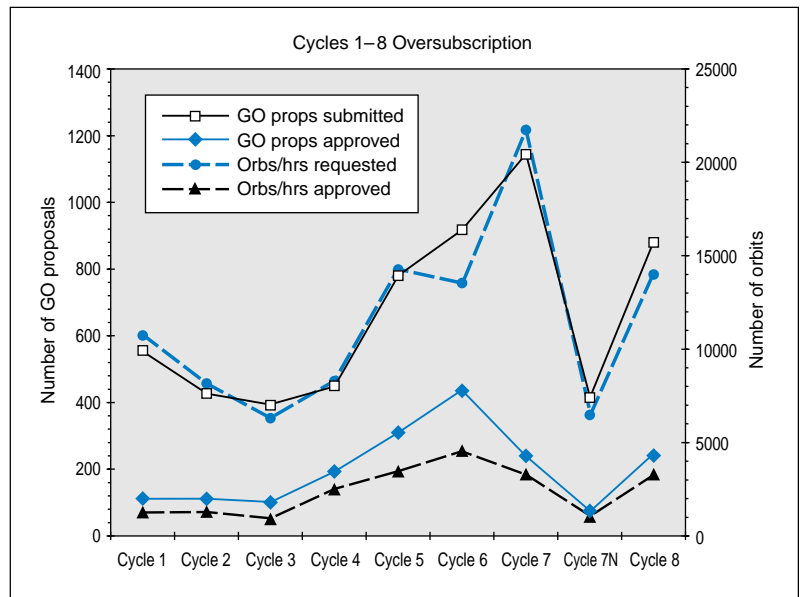 Cycles 1–8 Oversubscription
1400
1200
1000
800
600
400
200
0
Number of GO proposals
25000
20000
15000
10000
5000
0
Number of orbits
GO props submitted
GO props approved
Orbs/hrs requested
Orbs/hrs approved
Cycle 1 Cycle 2 Cycle 3 Cycle 4 Cycle 5 Cycle 6 Cycle 7 Cycle 7N Cycle 8